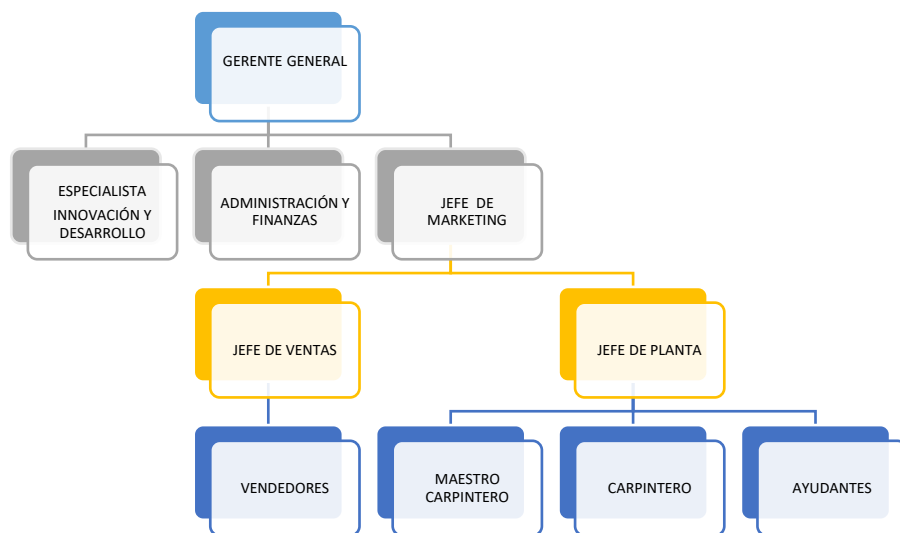 GERENTE GENERAL
ESPECIALISTA
INNOVACIÓN Y
DESARROLLO
ADMINISTRACIÓN Y
FINANZAS
JEFE DE
MARKETING
JEFE DE VENTAS
JEFE DE PLANTA
VENDEDORES
MAESTRO
CARPINTERO
CARPINTERO
AYUDANTES